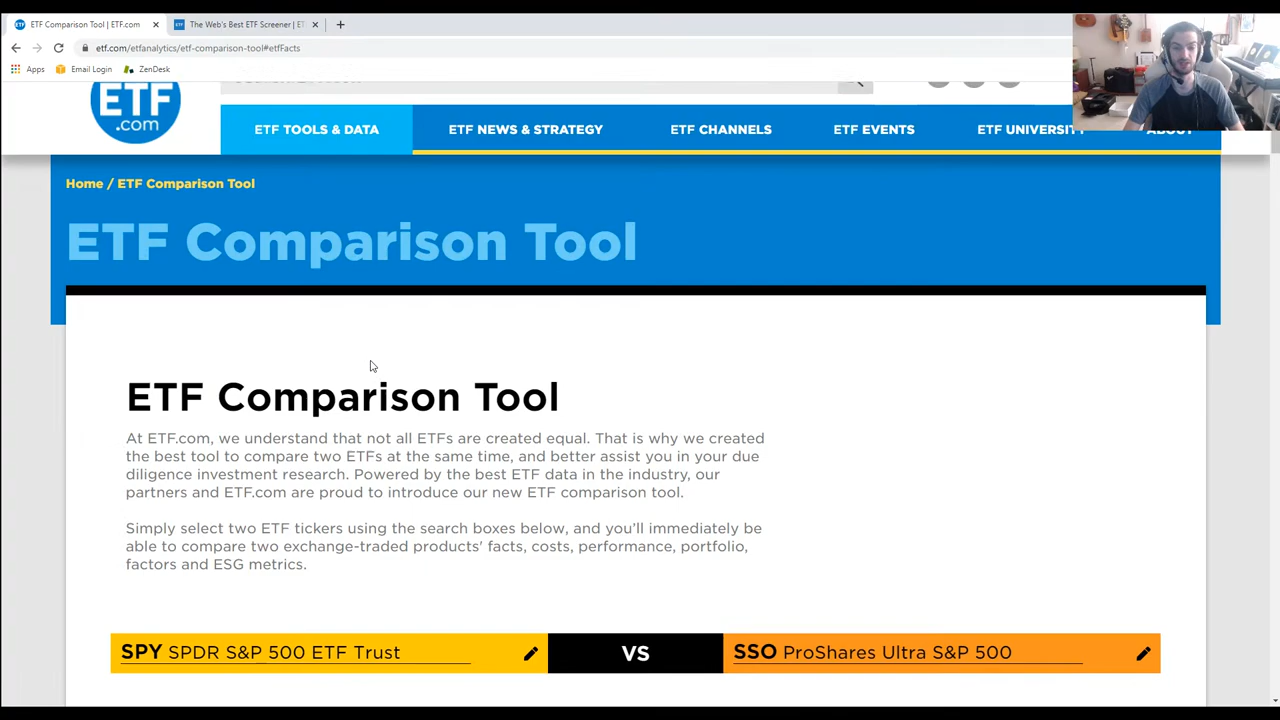 ETF Comparison Tool | ETF.com
The Web's Best ETF Screener | ET
etf.com/etfanalytics/etf-comparison-tool#etfFacts
Apps
Email Login
ZenDesk
ETF
.com
ETF TOOLS & DATA
ETF NEWS & STRATEGY
ETF CHANNELS
ETF EVENTS
ETF UNIVERSITY
ABOUT
Home / ETF Comparison Tool
ETF Comparison Tool
ETF Comparison Tool
At ETF.com, we understand that not all ETFs are created equal. That is why we created
the best tool to compare two ETFs at the same time, and better assist you in your due
diligence investment research. Powered by the best ETF data in the industry, our
partners and ETF.com are proud to introduce our new ETF comparison tool.
Simply select two ETF tickers using the search boxes below, and you'll immediately be
able to compare two exchange-traded products' facts, costs, performance, portfolio,
factors and ESG metrics.
SPY SPDR S&P 500 ETF Trust
VS
SSO ProShares Ultra S&P 500